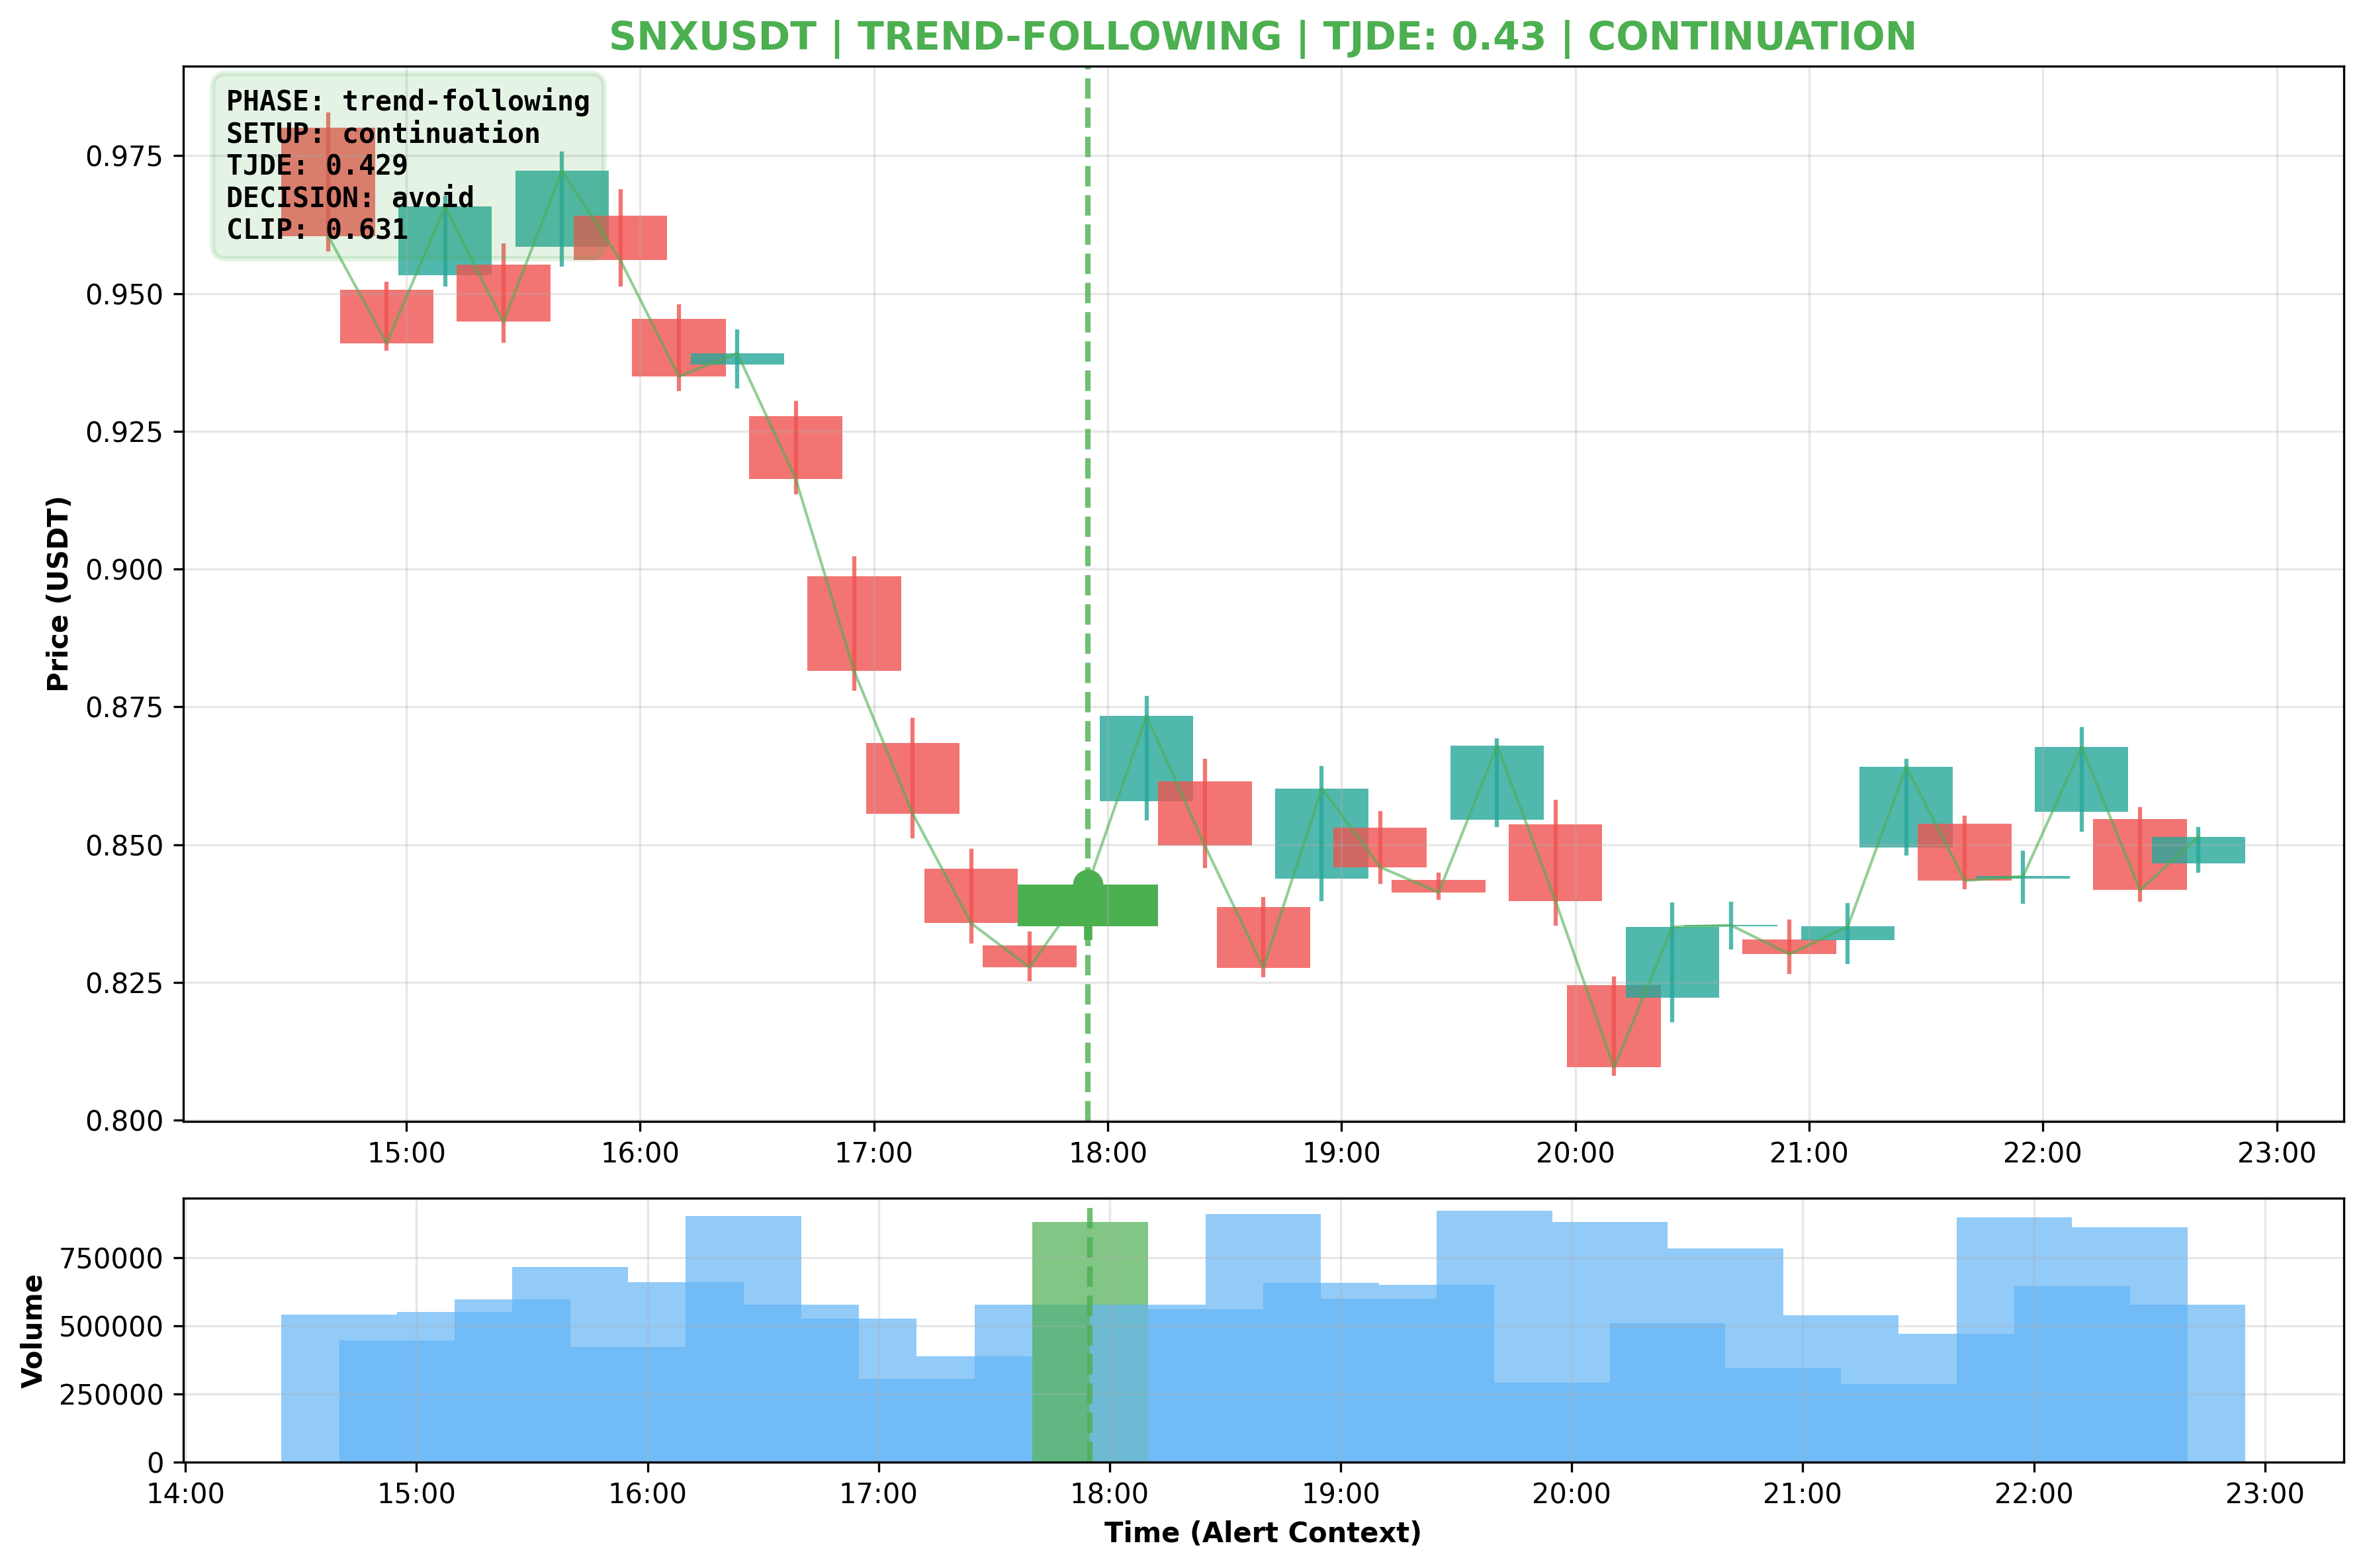 SNXUSDT | TREND-FOLLOWING | TJDE: 0.43 | CONTINUATION
PHASE: trend-following
SETUP: continuation
TJDE: 0.429
DECISION: avoid
CLIP: 0.631
Price (USDT)
0.975
0.950
0.925
0.900
0.875
0.850
0.825
0.800
15:00 16:00 17:00 18:00 19:00 20:00 21:00 22:00 23:00
Volume
750000
500000
250000
0
14:00 15:00 16:00 17:00 18:00 19:00 20:00 21:00 22:00 23:00
Time (Alert Context)